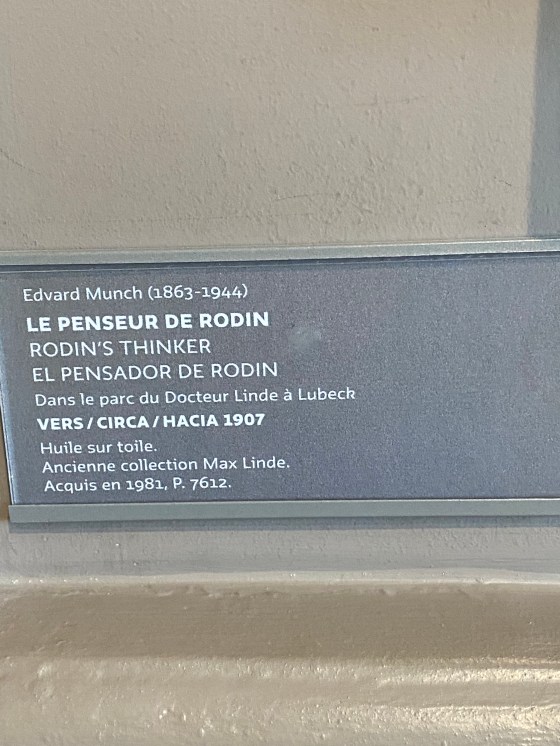 Edvard Munch (1863-1944)
LE PENSEUR DE RODIN
RODIN'S THINKER
EL PENSADOR DE RODIN
Dans le parc du Docteur Linde à Lubeck
VERS / CIRCA / HACIA 1907
Huile sur toile.
Ancienne collection Max Linde.
Acquis en 1981, P. 7612.